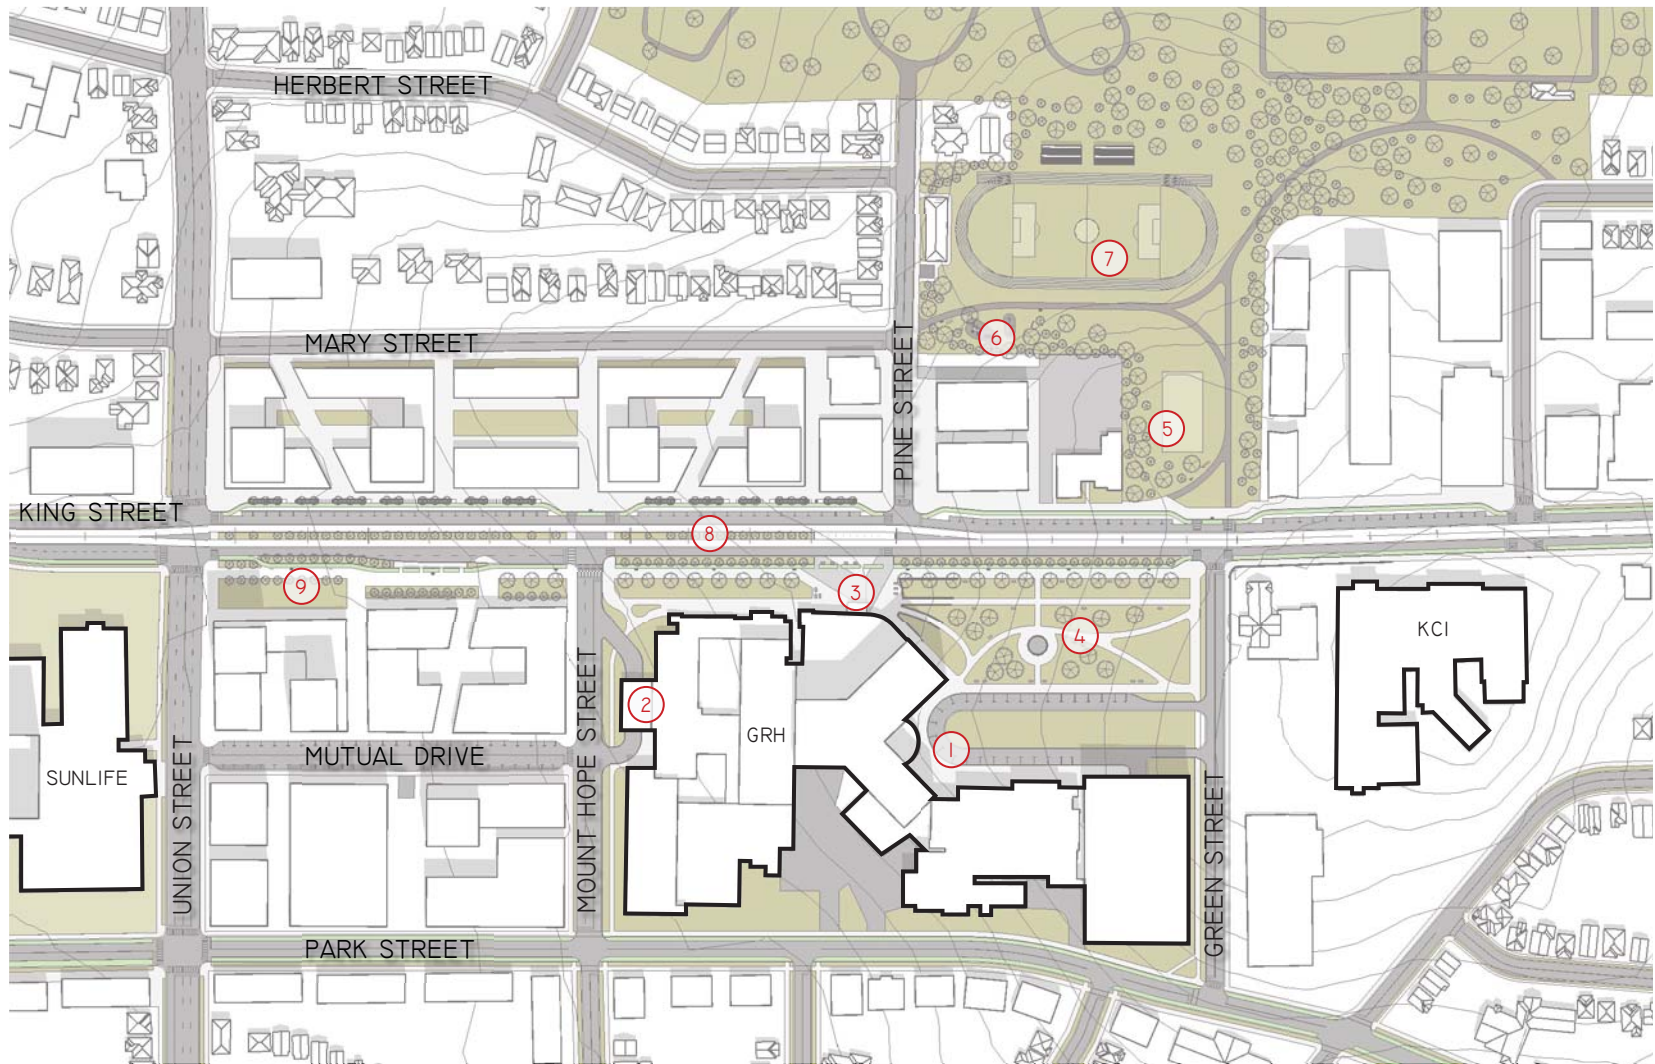 HERBERT STREET
7
6
MARY STREET
PINE STREET
5
KING STREET
8
9
3
4
KCI
2
GRH
1
MOUNT HOPE STREET
MUTUAL DRIVE
SUNLIFE
UNION STREET
GREEN STREET
PARK STREET